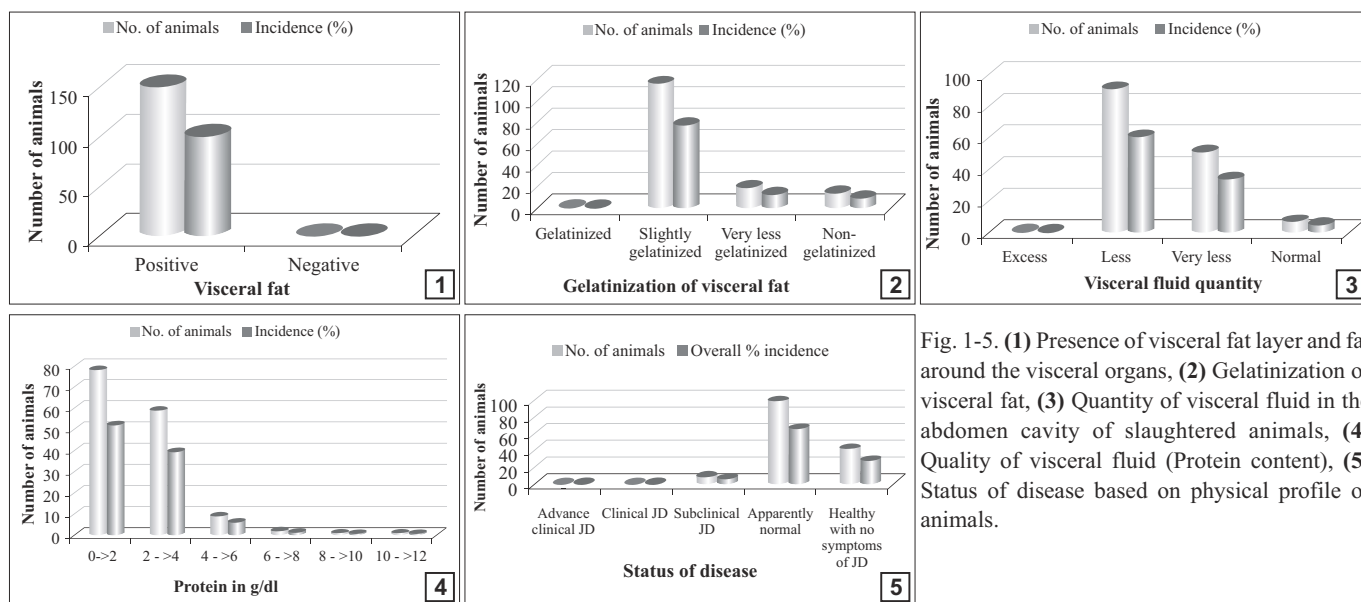 No. of animals Incidence (%)
Number of animals
150
100
50
0
Positive Negative
Visceral fat
1
No. of animals Incidence (%)
Number of animals
120
100
80
60
40
20
0
Gelatinized Slightly gelatinized Very less gelatinized Non-gelatinized
Gelatinization of visceral fat
2
No. of animals Incidence (%)
Number of animals
100
80
60
40
20
0
Excess Less Very less Normal
Visceral fluid quantity
3
No. of animals Incidence (%)
Number of animals
80
70
60
50
40
30
20
10
0
0->2 2 - >4 4 - >6 6 - >8 8 - >10 10 - >12
Protein in g/dl
4
No. of animals Overall % incidence
Number of animals
100
80
60
40
20
0
Advance clinical JD Clinical JD Subclinical JD Apparently normal Healthy with no symptoms of JD
Status of disease
5
Fig. 1-5. (1) Presence of visceral fat layer and fa
around the visceral organs, (2) Gelatinization o
visceral fat, (3) Quantity of visceral fluid in the
abdomen cavity of slaughtered animals, (4
Quality of visceral fluid (Protein content), (5
Status of disease based on physical profile o
animals.